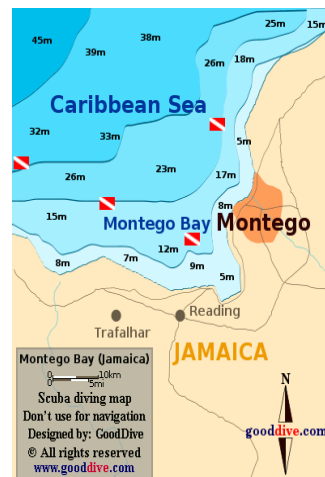 25m
15m
45m
38m
39m
26m
18m
Caribbean Sea
32m
33m
5m
23m
26m
17m
15m
8m
Montego Bay
Montego
12m
8m
7m
9m
5m
Reading
Trafalhar
JAMAICA
Montego Bay (Jamaica)
0 10km
0 5mi
Scuba diving map
Don't use for navigation
Designed by: GoodDive
© All rights reserved
www.gooddive.com
N
gooddive.com